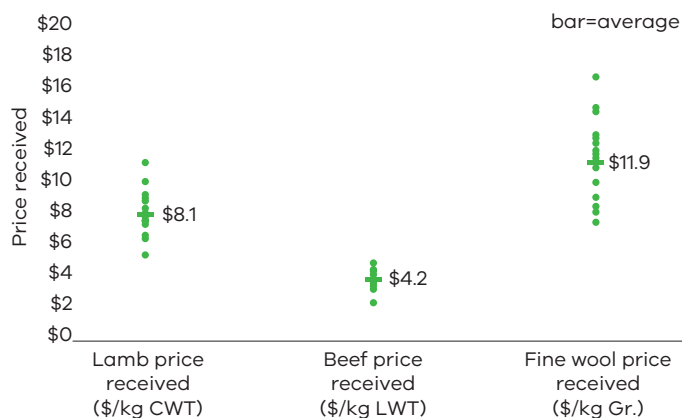 bar=average
Price received
$20
$18
$16
$14
$12
$10
$8
$6
$4
$2
$0
$8.1
$4.2
$11.9
Lamb price
received
($/kg CWT)
Beef price
received
($/kg LWT)
Fine wool price
received
($/kg Gr.)